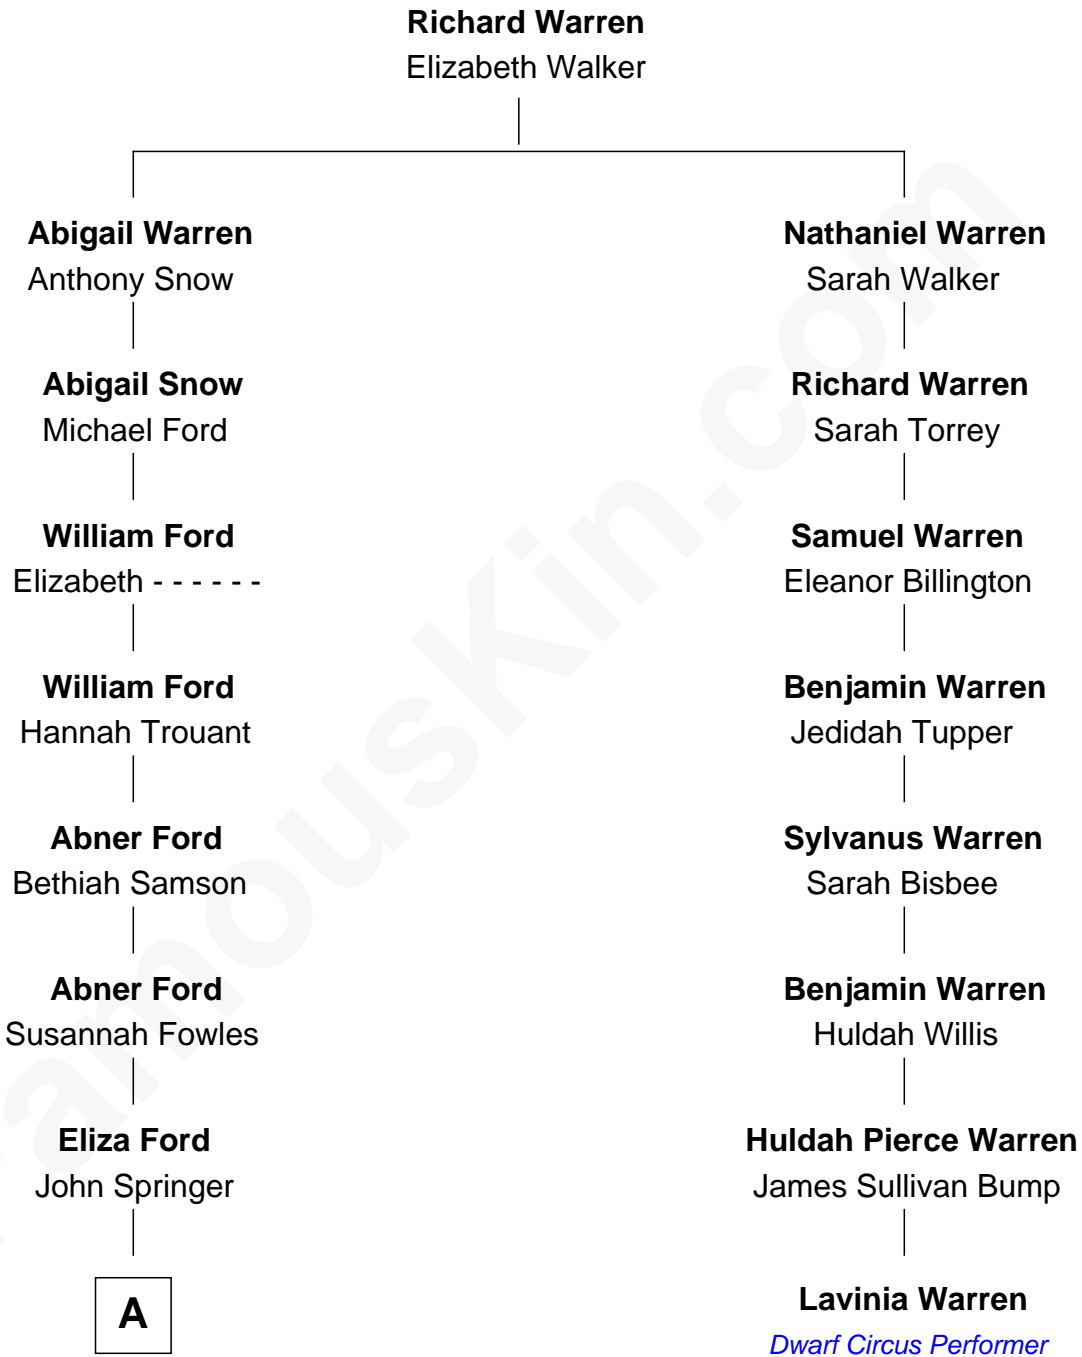 Richard Warren
Elizabeth Walker
Abigail Warren
Anthony Snow
Nathaniel Warren
Sarah Walker
Abigail Snow
Michael Ford
Richard Warren
Sarah Torrey
William Ford
Elizabeth - - - - - -
Samuel Warren
Eleanor Billington
William Ford
Hannah Trouant
Benjamin Warren
Jedidah Tupper
Abner Ford
Bethiah Samson
Sylvanus Warren
Sarah Bisbee
Abner Ford
Susannah Fowles
Benjamin Warren
Huldah Willis
Eliza Ford
John Springer
Huldah Pierce Warren
James Sullivan Bump
A
Lavinia Warren
Dwarf Circus Performer
FamousKin.com